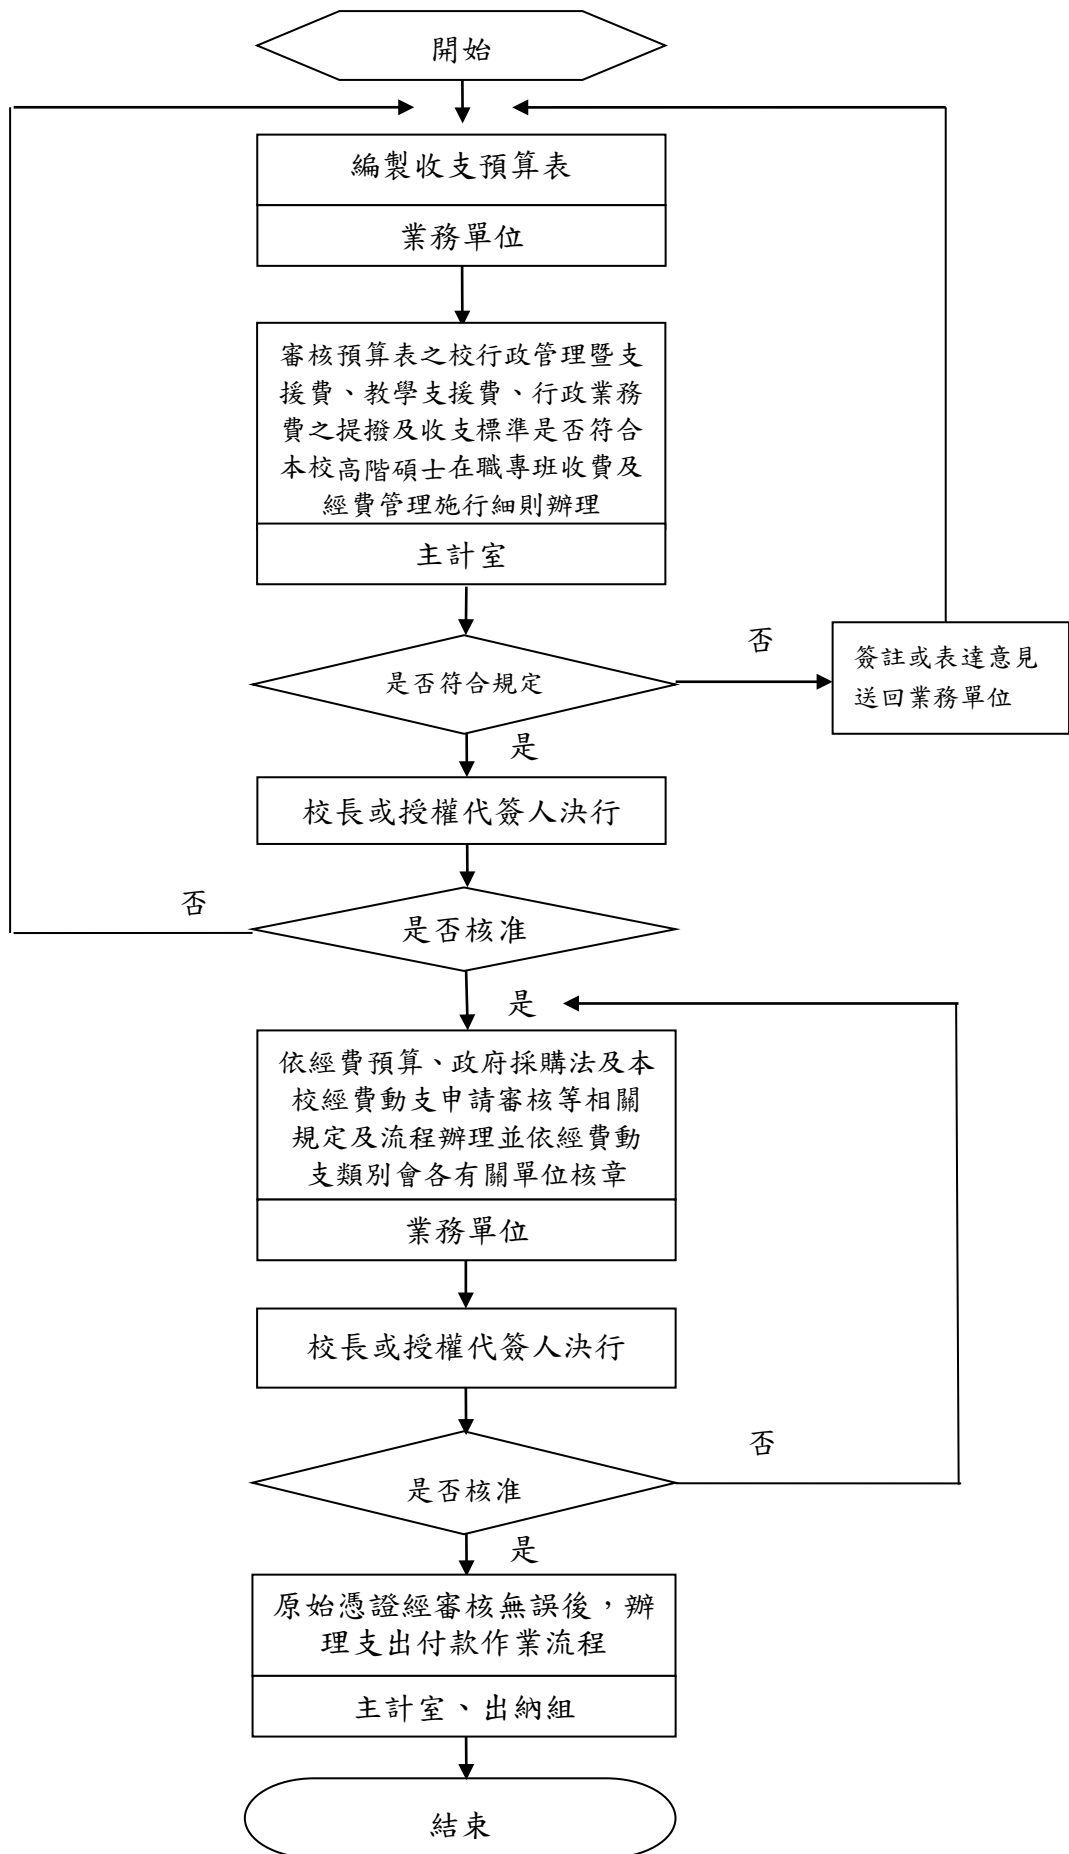 開始
編製收支預算表
業務單位
審核預算表之校行政管理暨支
援費、教學支援費、行政業務
費之提撥及收支標準是否符合
本校高階碩士在職專班收費及
經費管理施行細則辦理
主計室
是否符合規定
否
簽註或表達意見
送回業務單位
是
校長或授權代簽人決行
否
是否核准
是
依經費預算、政府採購法及本
校經費動支申請審核等相關
規定及流程辦理並依經費動
支類別會各有關單位核章
業務單位
校長或授權代簽人決行
否
是否核准
是
原始憑證經審核無誤後，辦
理支出付款作業流程
主計室、出納組
結束